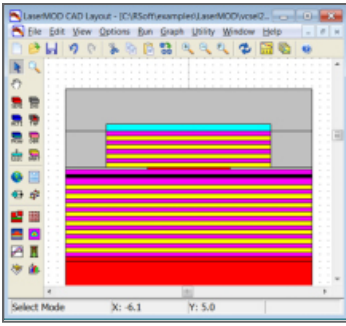 LaserMOD CAD Layout - [C:\RSoft\examples\LaserMOD\vcsel2...
File Edit View Options Run Graph Utility Window Help
Select Mode X: -6.1 Y: 5.0